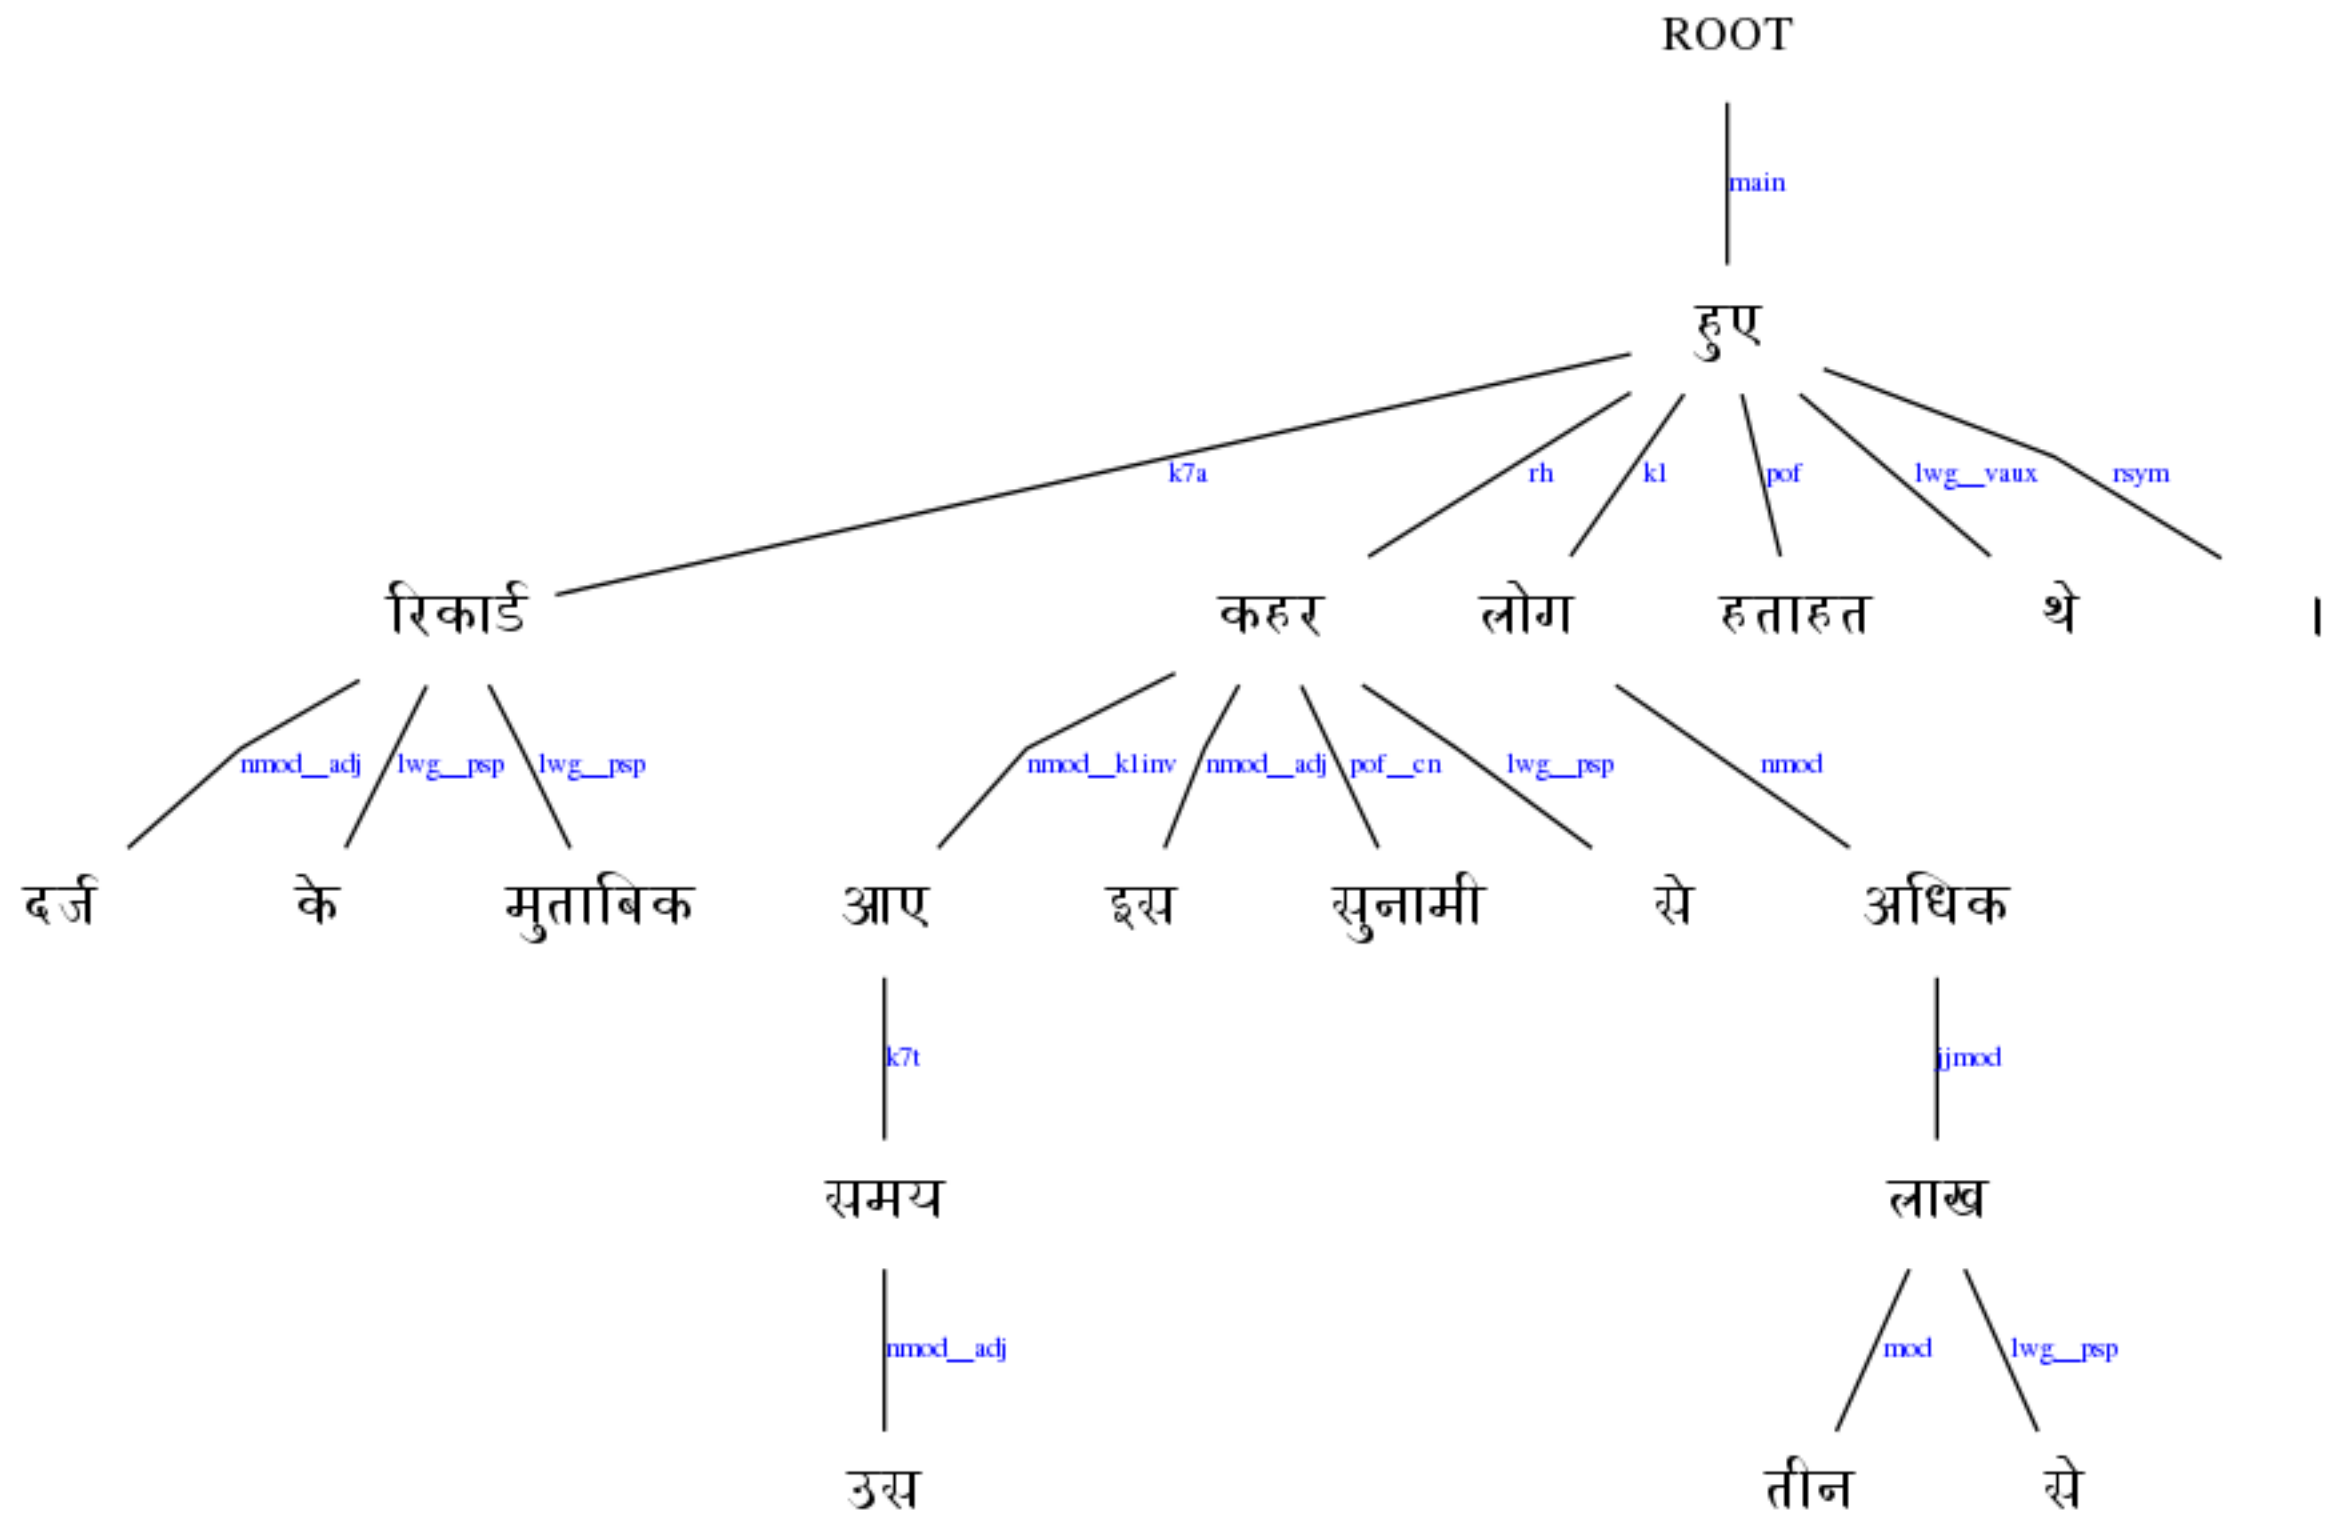 ROOT
main
हुए
k7a rh k1 pof lwg__vaux rsym
रिकार्ड कहर लोग हताहत थे ।
nmod__adj lwg__psp lwg__psp nmod__k1inv nmod__adj pof__cn lwg__psp nmod
दर्ज के मुताबिक आए इस सुनामी से अधिक
k7t jjmod
समय लाख
nmod__adj mod lwg__psp
उस तीन से